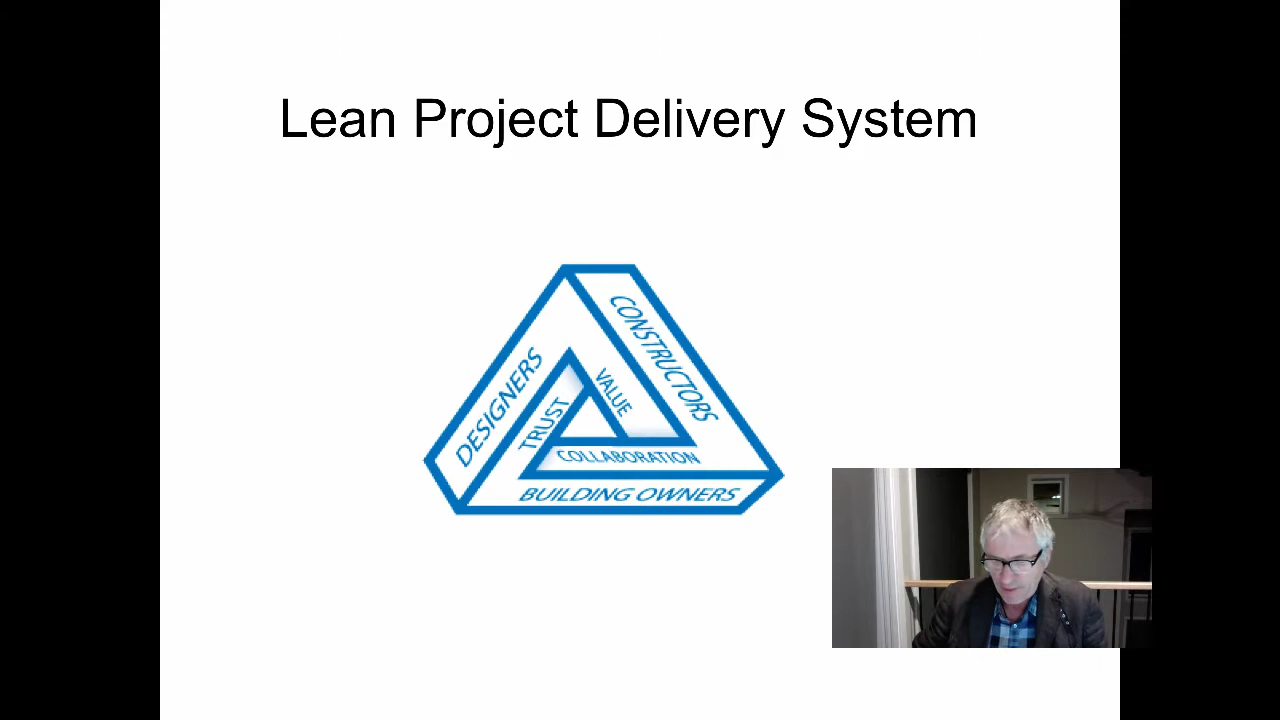 Lean Project Delivery System
CONSTRUCTORS
DESIGNERS
VALUE
TRUST
COLLABORATION
BUILDING OWNERS